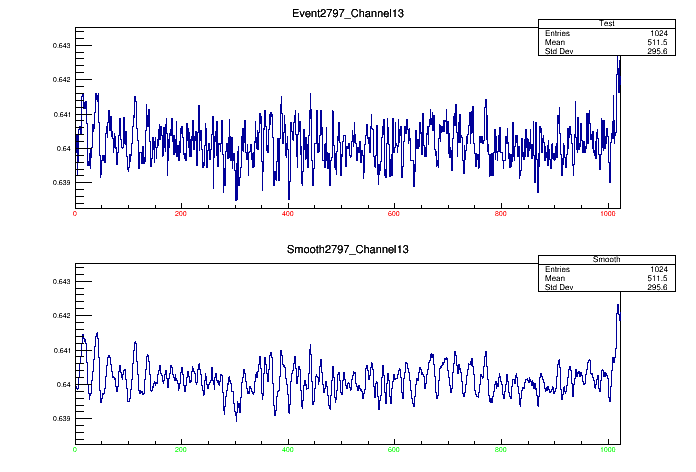 Event2797_Channel13
Test
Entries 1024
Mean 511.5
Std Dev 295.6
0.643
0.642
0.641
0.64
0.639
0 200 400 600 800 1000
Smooth2797_Channel13
Smooth
Entries 1024
Mean 511.5
Std Dev 295.6
0.643
0.642
0.641
0.64
0.639
0 200 400 600 800 1000